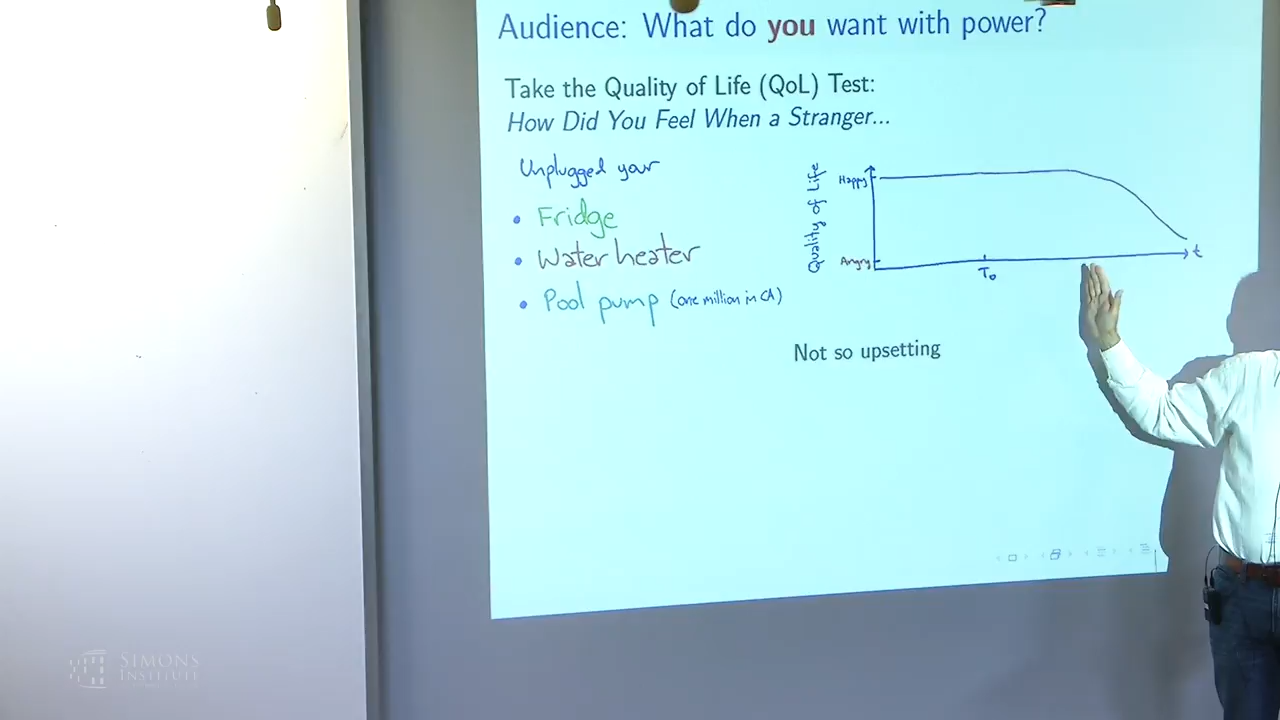 Audience: What do you want with power?
Take the Quality of Life (QoL) Test:
How Did You Feel When a Stranger...
Unplugged your
• Fridge
• Water heater
• Pool pump (one million in CA)
Quality of Life
Happy
Angry
T₀
t
Not so upsetting
SIMONS
INSTITUTE